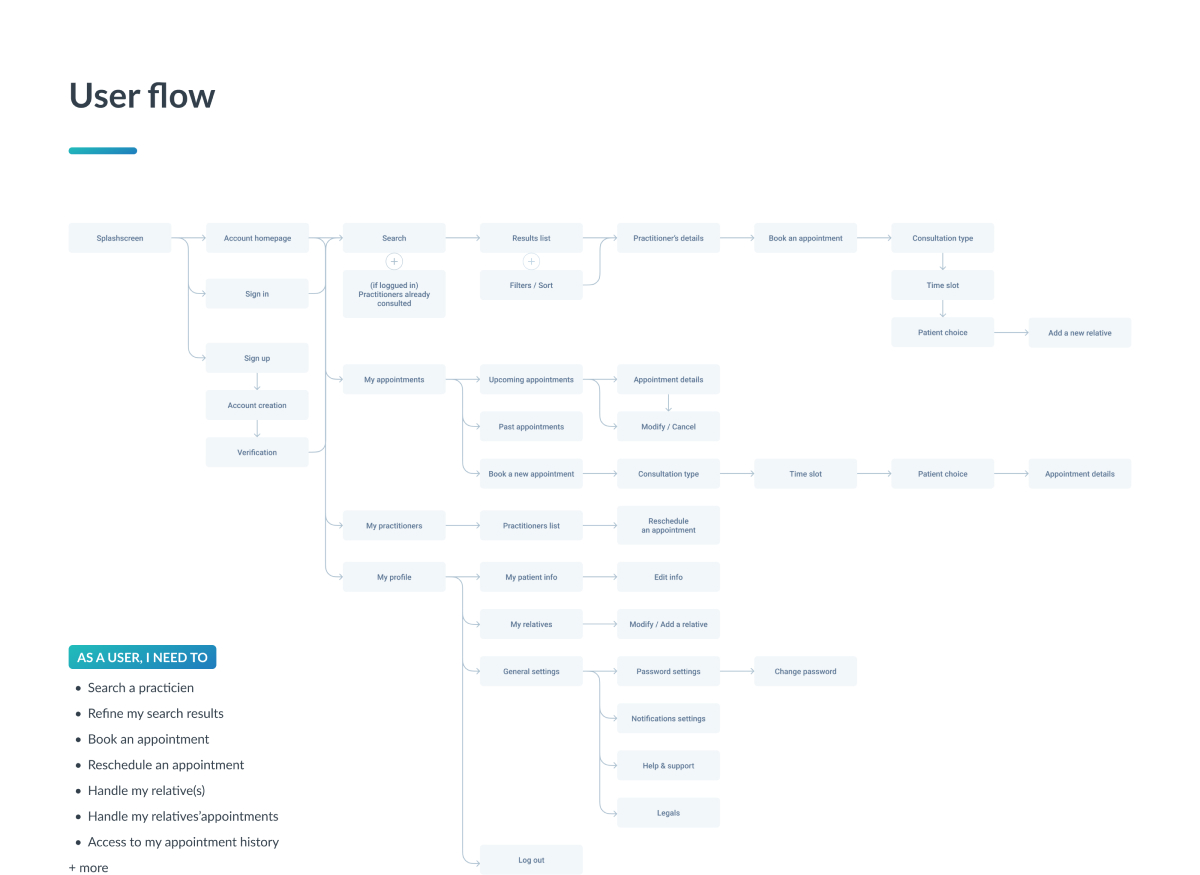 User flow
Splashscreen
Account homepage
Search
Results list
Practitioner's details
Book an appointment
Consultation type
+
+
Sign in
(if loggued in)
Practitioners already
consulted
Filters / Sort
Time slot
Patient choice
Add a new relative
Sign up
My appointments
Upcoming appointments
Appointment details
Account creation
Past appointments
Modify / Cancel
Verification
Book a new appointment
Consultation type
Time slot
Patient choice
Appointment details
My practitioners
Practitioners list
Reschedule
an appointment
My profile
My patient info
Edit info
My relatives
Modify / Add a relative
General settings
Password settings
Change password
Notifications settings
Help & support
Legals
Log out
AS A USER, I NEED TO
• Search a practicien
• Refine my search results
• Book an appointment
• Reschedule an appointment
• Handle my relative(s)
• Handle my relatives'appointments
• Access to my appointment history
+ more